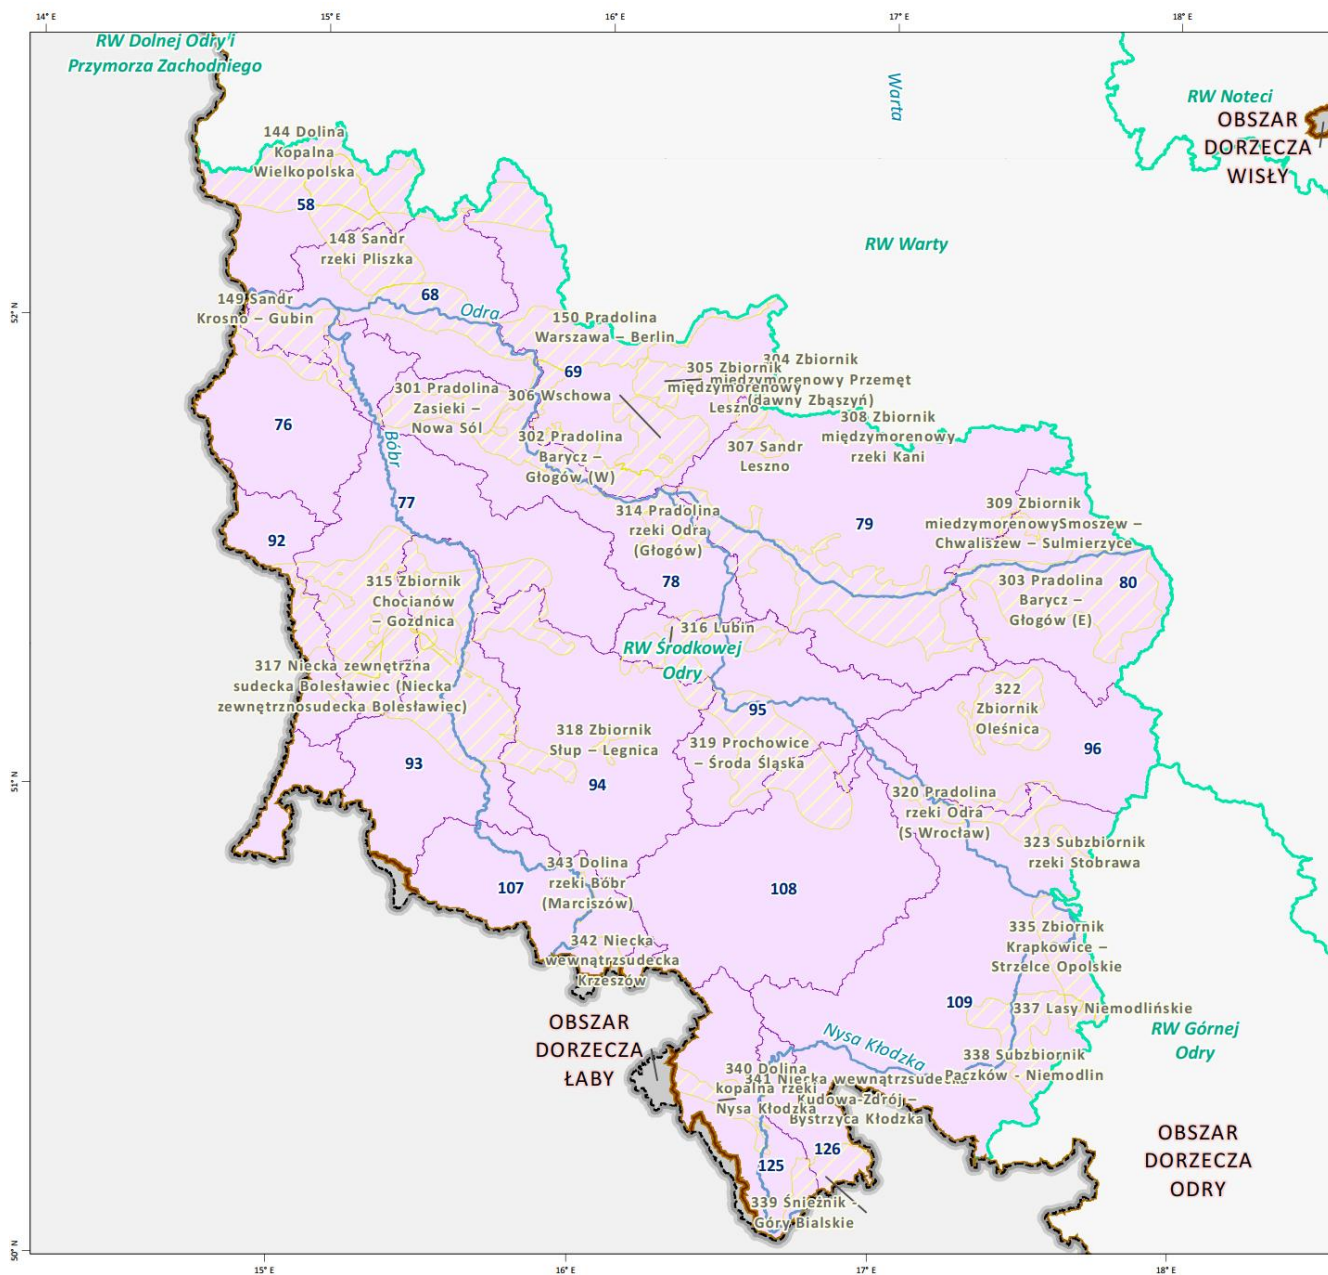 14° E
15° E
16° E
17° E
18° E
RW Dolnej Odry i
Przymorza Zachodniego
Warta
RW Noteci
OBSZAR
DORZECZA
WISŁY
144 Dolina
Kopalna
Wielkopolska
58
148 Sandr
rzeki Pliszka
RW Warty
68
149 Sandr
Krosno – Gubin
52° N
Odra
150 Pradolina
Warszawa – Berlin
69
304 Zbiornik
międzymorenowy Przemęt
(dawny Zbąszyń)
305 Zbiornik
międzymorenowy
Leszno
301 Pradolina
Zasieki –
Nowa Sól
306 Wschowa
76
Bóbr
302 Pradolina
Barycz –
Głogów (W)
307 Sandr
Leszno
308 Zbiornik
międzymorenowy
rzeki Kani
77
314 Pradolina
rzeki Odra
(Głogów)
79
309 Zbiornik
miedzymorenowySmoszew –
Chwaliszew – Sulmierzyce
92
315 Zbiornik
Chocianów
– Gozdnica
78
303 Pradolina
Barycz –
Głogów (E)
80
316 Lubin
RW Środkowej
Odry
317 Niecka zewnętrzna
sudecka Bolesławiec (Niecka
zewnętrznosudecka Bolesławiec)
322
Zbiornik
Oleśnica
95
318 Zbiornik
Słup – Legnica
319 Prochowice
– Środa Śląska
96
93
94
51° N
320 Pradolina
rzeki Odra
(S Wrocław)
323 Subzbiornik
rzeki Stobrawa
343 Dolina
rzeki Bóbr
(Marciszów)
107
108
342 Niecka
wewnątrzsudecka
Krzeszów
335 Zbiornik
Krapkowice –
Strzelce Opolskie
109
337 Lasy Niemodlińskie
OBSZAR
DORZECZA
ŁABY
Nysa Kłodzka
RW Górnej
Odry
338 Subzbiornik
Paczków - Niemodlin
340 Dolina
kopalna rzeki
Nysa Kłodzka
341 Niecka wewnątrzsudecka
Kudowa-Zdrój –
Bystrzyca Kłodzka
125
126
OBSZAR
DORZECZA
ODRY
339 Śnieżnik -
Góry Bialskie
50° N
15° E
16° E
17° E
18° E